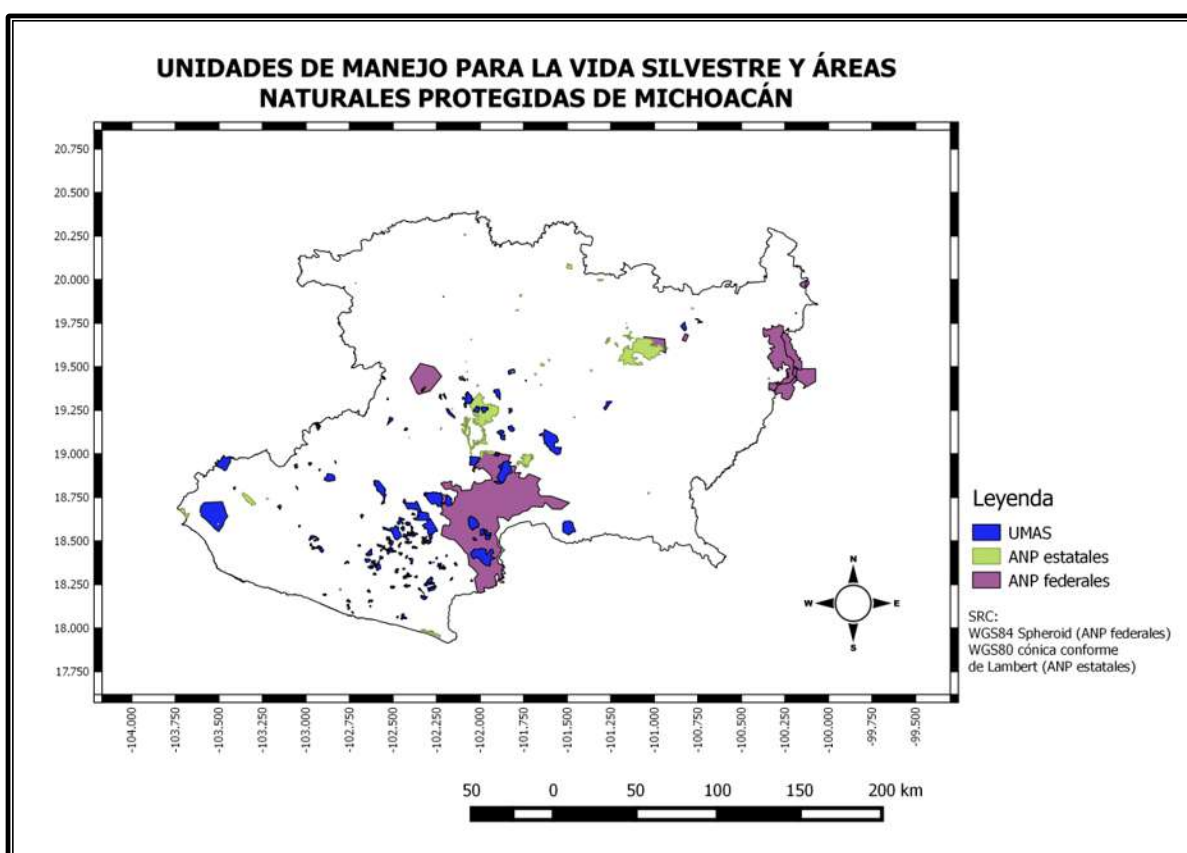 UNIDADES DE MANEJO PARA LA VIDA SILVESTRE Y ÁREAS
NATURALES PROTEGIDAS DE MICHOACÁN
20.750
20.500
20.250
20.000
19.750
19.500
19.250
19.000
18.750
18.500
18.250
18.000
17.750
-104.000
-103.750
-103.500
-103.250
-103.000
-102.750
-102.500
-102.250
-102.000
-101.750
-101.500
-101.250
-101.000
-100.750
-100.500
-100.250
-100.000
-99.750
-99.500
Leyenda
UMAS
ANP estatales
ANP federales
N
W
E
S
SRC:
WGS84 Spheroid (ANP federales)
WGS80 cónica conforme
de Lambert (ANP estatales)
50 0 50 100 150 200 km